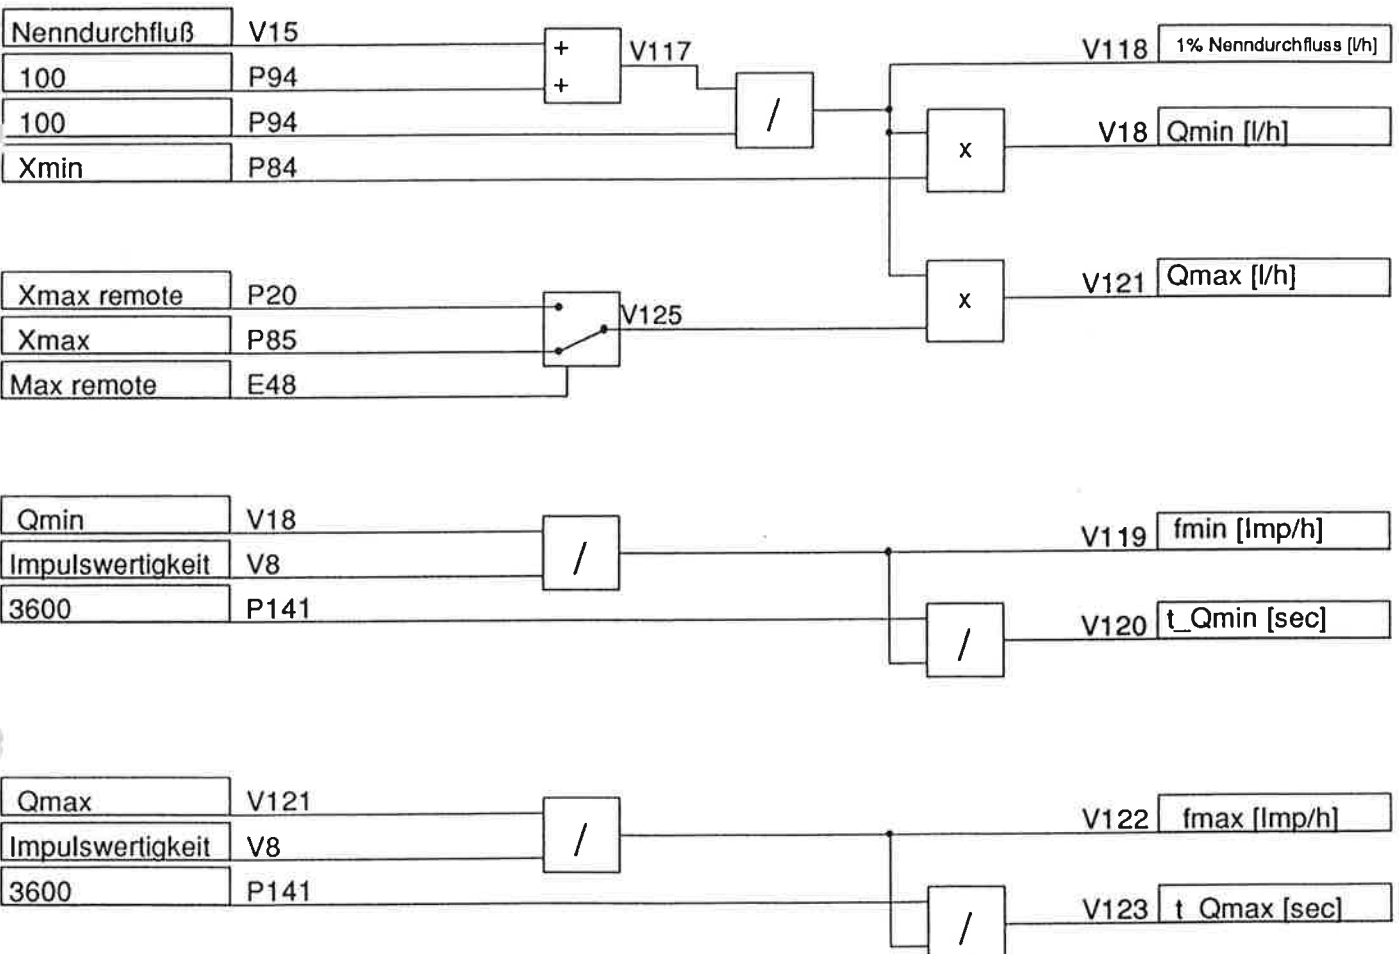 Nenndurchfluß V15 + V117 V118 1% Nenndurchfluss [l/h]
100 P94 +
100 P94 / V18 Qmin [l/h]
Xmin P84 x
Xmax remote P20 V125 x V121 Qmax [l/h]
Xmax P85
Max remote E48
Qmin V18 / V119 fmin [Imp/h]
Impulswertigkeit V8
3600 P141 / V120 t_Qmin [sec]
Qmax V121 / V122 fmax [Imp/h]
Impulswertigkeit V8
3600 P141 / V123 t_Qmax [sec]